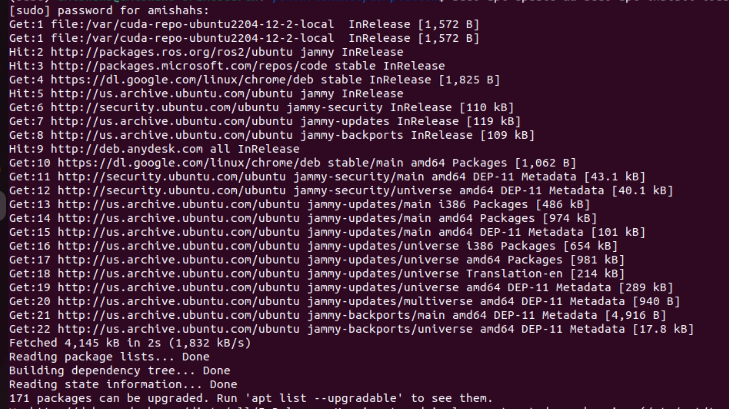 [sudo] password for amishahs:
Get:1 file:/var/cuda-repo-ubuntu2204-12-2-local  InRelease [1,572 B]
Get:1 file:/var/cuda-repo-ubuntu2204-12-2-local  InRelease [1,572 B]
Hit:2 http://packages.ros.org/ros2/ubuntu jammy InRelease
Hit:3 http://packages.microsoft.com/repos/code stable InRelease
Get:4 https://dl.google.com/linux/chrome/deb stable InRelease [1,825 B]
Hit:5 http://us.archive.ubuntu.com/ubuntu jammy InRelease
Get:6 http://security.ubuntu.com/ubuntu jammy-security InRelease [110 kB]
Get:7 http://us.archive.ubuntu.com/ubuntu jammy-updates InRelease [119 kB]
Get:8 http://us.archive.ubuntu.com/ubuntu jammy-backports InRelease [109 kB]
Hit:9 http://deb.anydesk.com all InRelease
Get:10 https://dl.google.com/linux/chrome/deb stable/main amd64 Packages [1,062 B]
Get:11 http://security.ubuntu.com/ubuntu jammy-security/main amd64 DEP-11 Metadata [43.1 kB]
Get:12 http://security.ubuntu.com/ubuntu jammy-security/universe amd64 DEP-11 Metadata [40.1 kB]
Get:13 http://us.archive.ubuntu.com/ubuntu jammy-updates/main i386 Packages [486 kB]
Get:14 http://us.archive.ubuntu.com/ubuntu jammy-updates/main amd64 Packages [974 kB]
Get:15 http://us.archive.ubuntu.com/ubuntu jammy-updates/main amd64 DEP-11 Metadata [101 kB]
Get:16 http://us.archive.ubuntu.com/ubuntu jammy-updates/universe i386 Packages [654 kB]
Get:17 http://us.archive.ubuntu.com/ubuntu jammy-updates/universe amd64 Packages [981 kB]
Get:18 http://us.archive.ubuntu.com/ubuntu jammy-updates/universe Translation-en [214 kB]
Get:19 http://us.archive.ubuntu.com/ubuntu jammy-updates/universe amd64 DEP-11 Metadata [289 kB]
Get:20 http://us.archive.ubuntu.com/ubuntu jammy-updates/multiverse amd64 DEP-11 Metadata [940 B]
Get:21 http://us.archive.ubuntu.com/ubuntu jammy-backports/main amd64 DEP-11 Metadata [4,916 B]
Get:22 http://us.archive.ubuntu.com/ubuntu jammy-backports/universe amd64 DEP-11 Metadata [17.8 kB]
Fetched 4,145 kB in 2s (1,832 kB/s)
Reading package lists... Done
Building dependency tree... Done
Reading state information... Done
171 packages can be upgraded. Run 'apt list --upgradable' to see them.